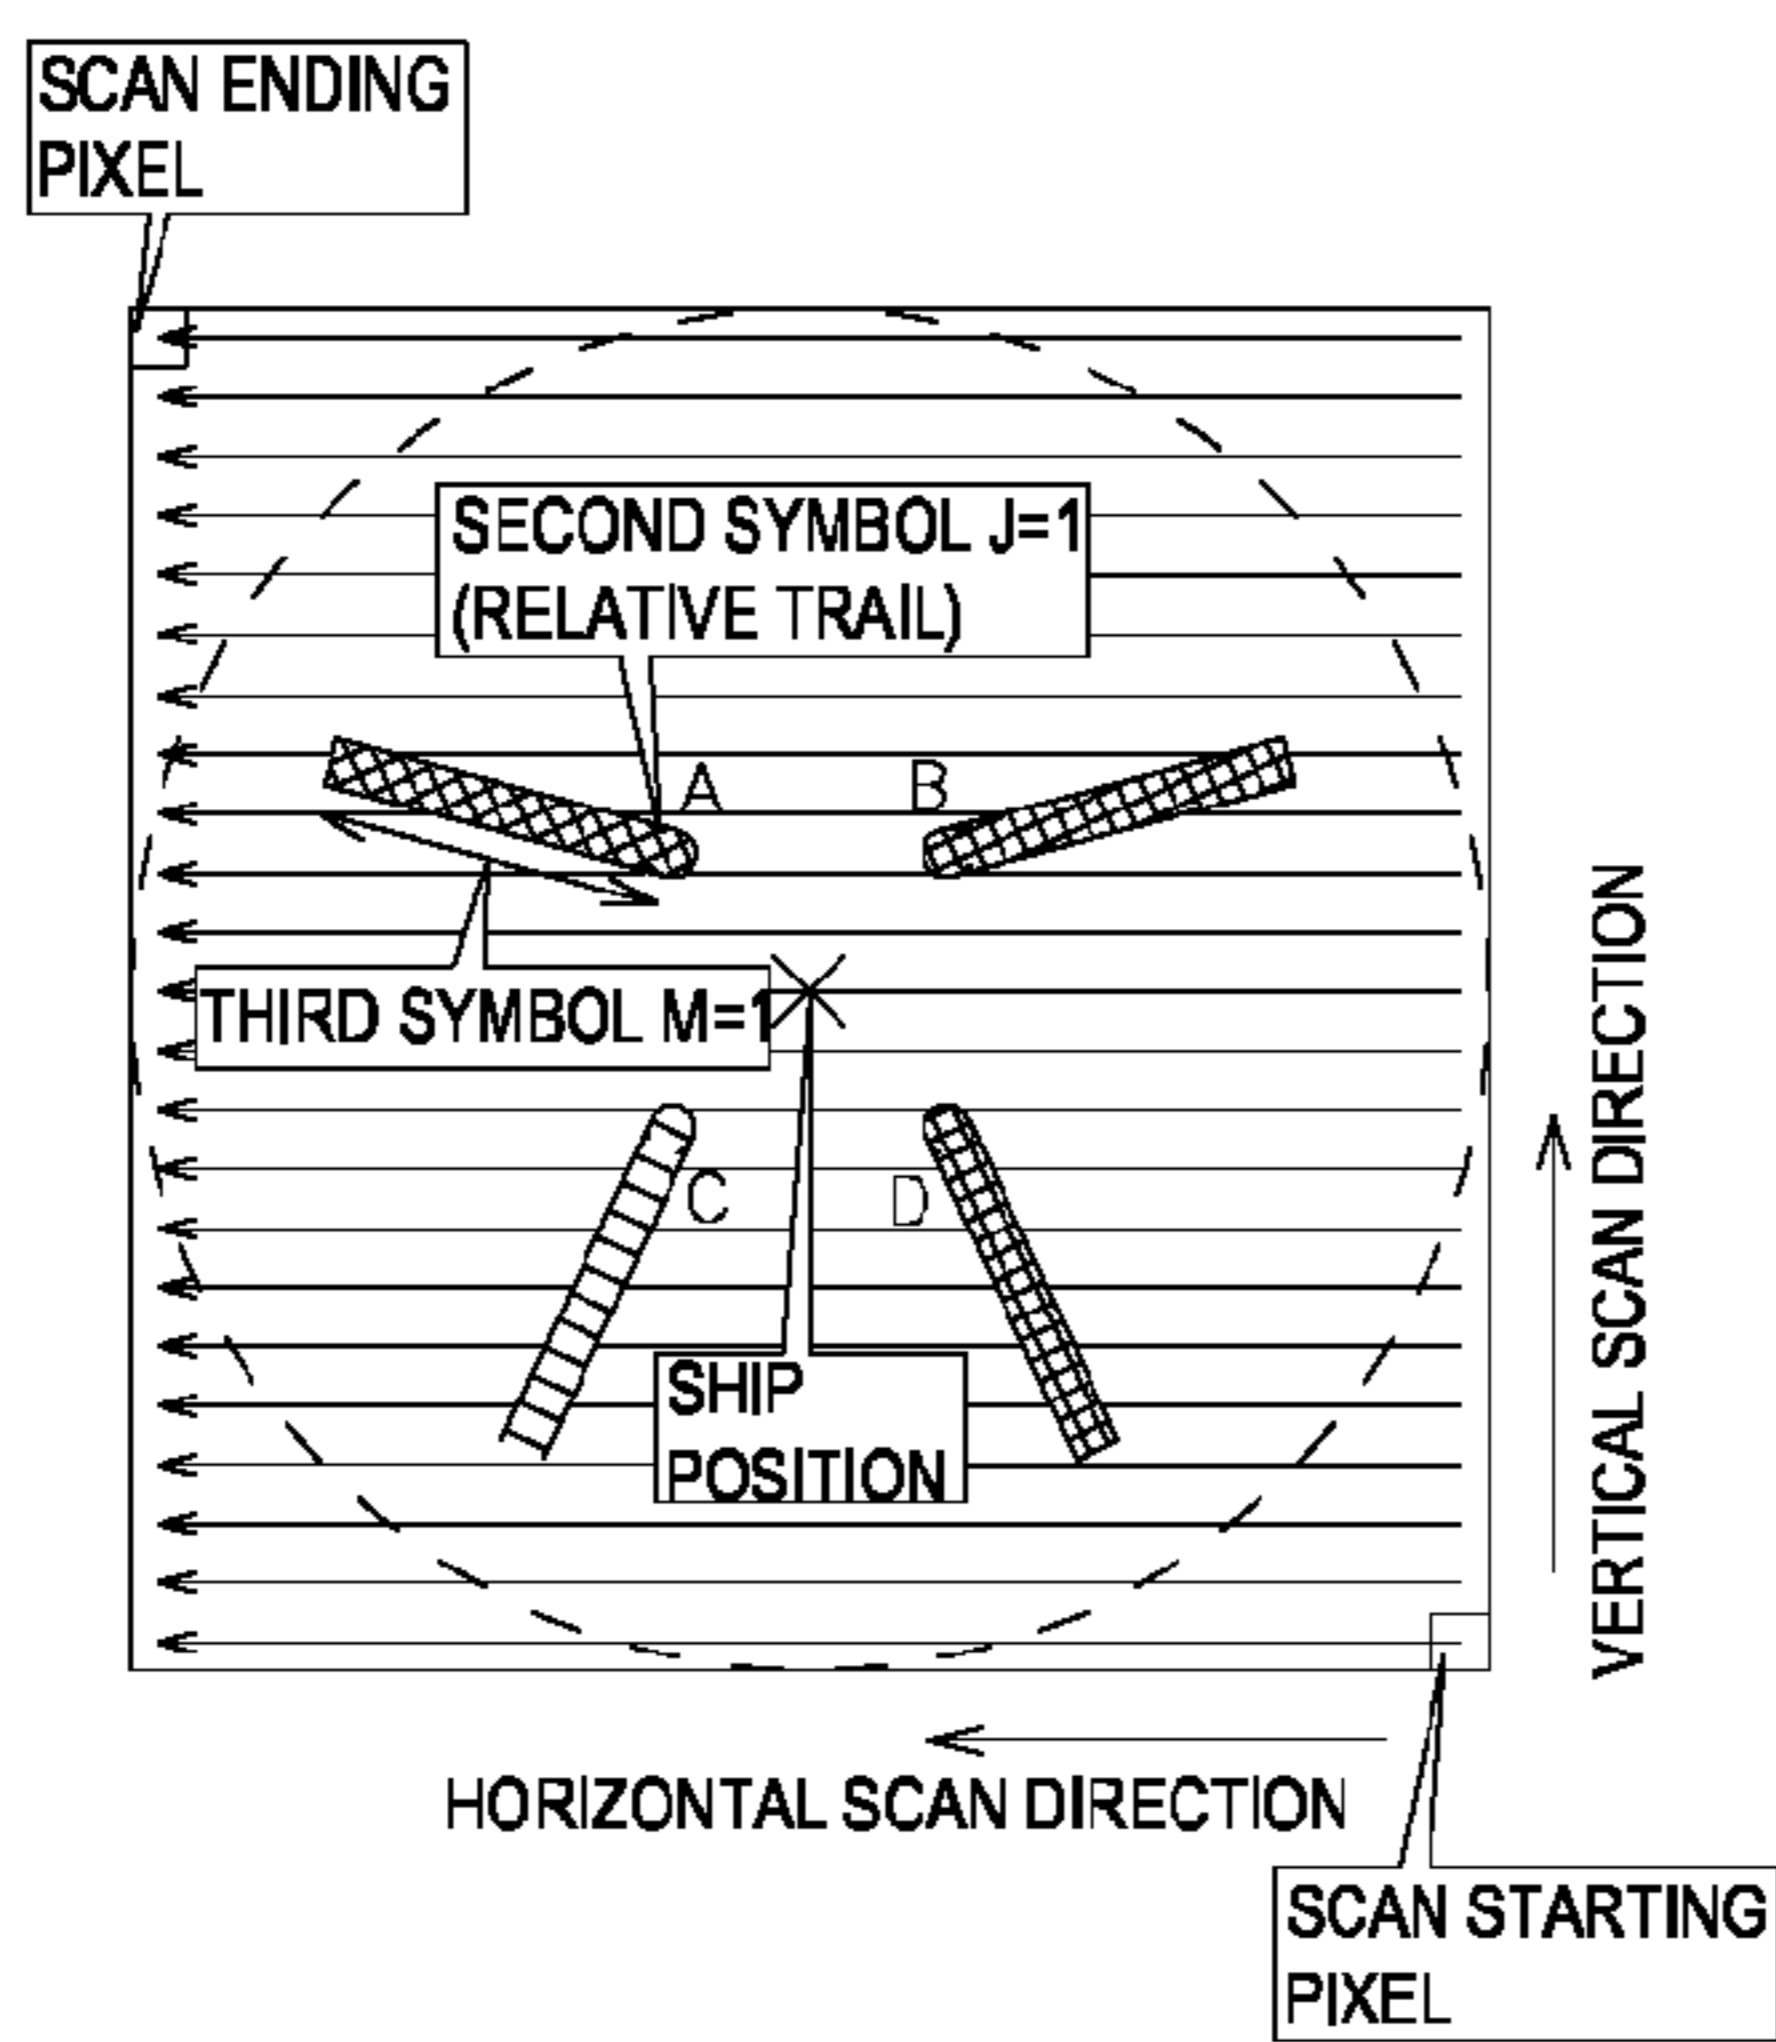 SCAN ENDING
PIXEL
SECOND SYMBOL J=1
(RELATIVE TRAIL)
A
B
THIRD SYMBOL M=1
C
D
SHIP
POSITION
VERTICAL SCAN DIRECTION
HORIZONTAL SCAN DIRECTION
SCAN STARTING
PIXEL